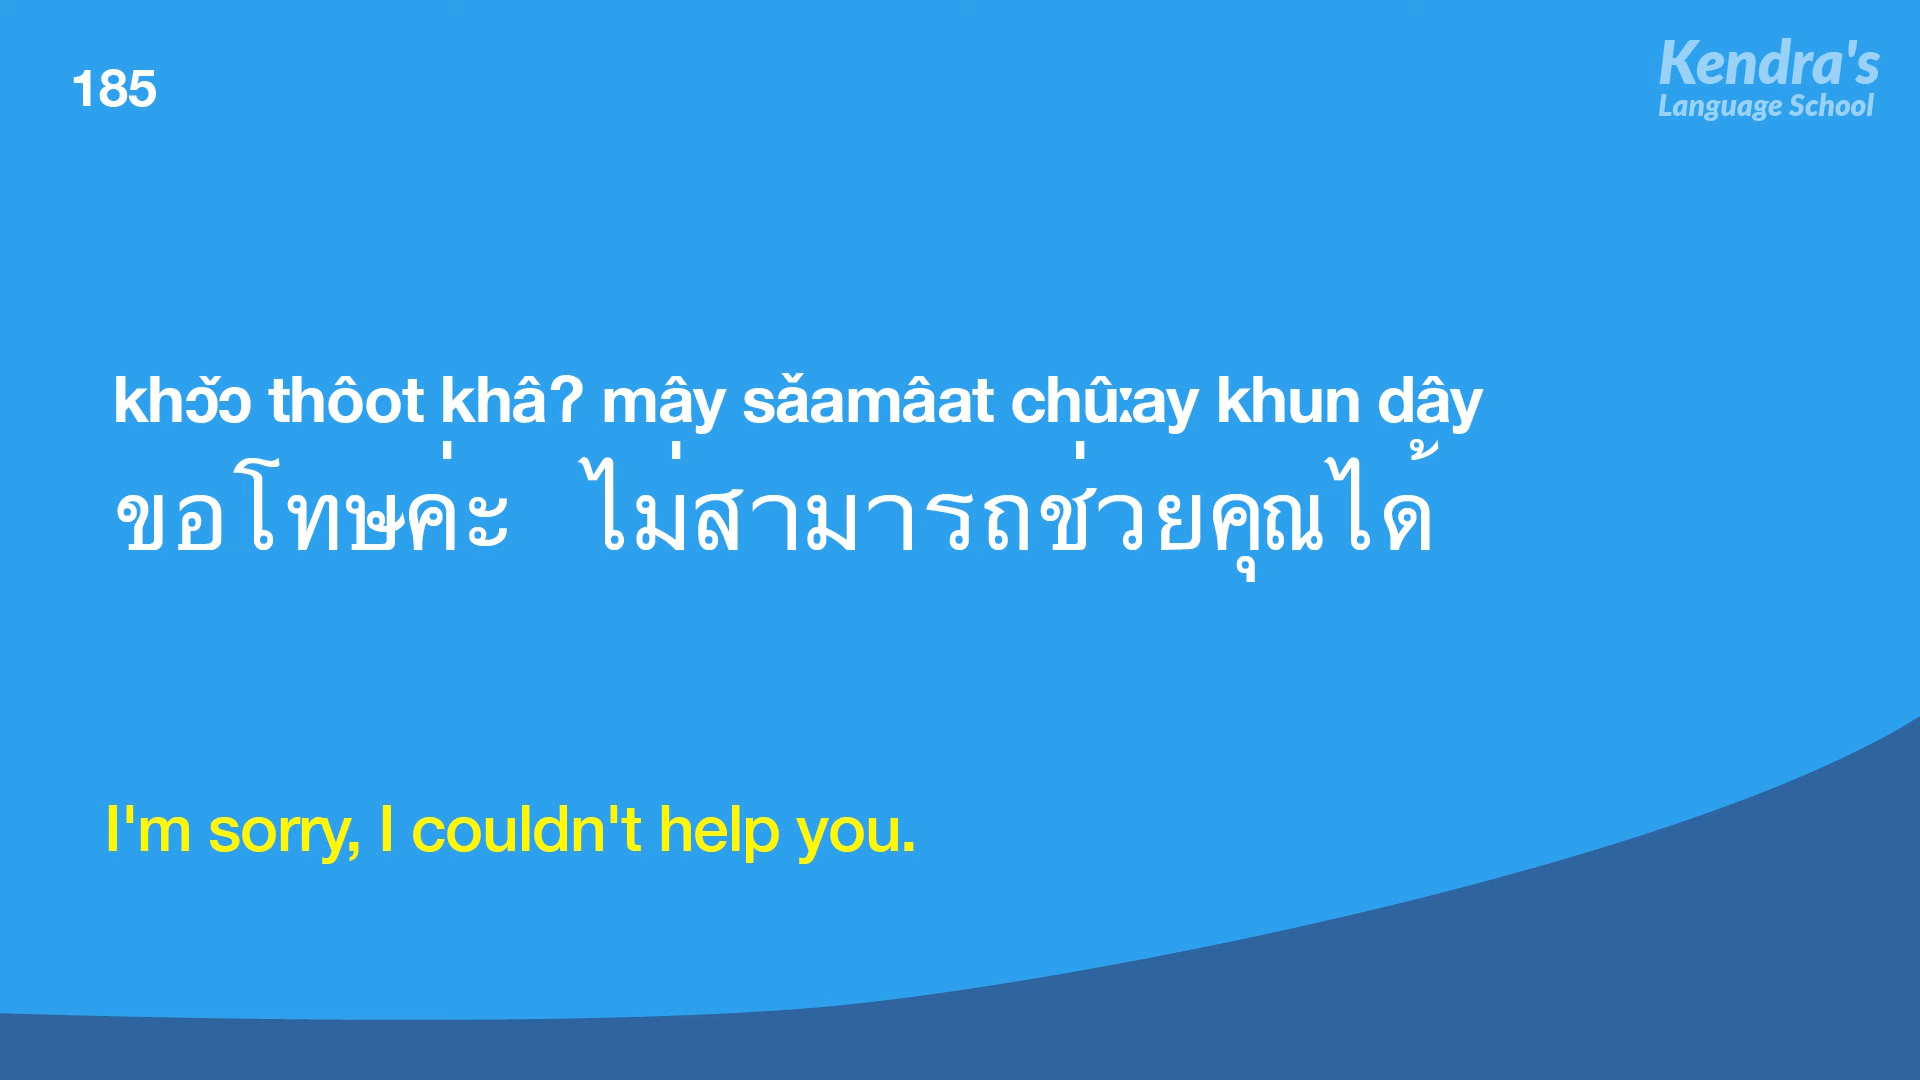 185
Kendra's
Language School
khɔ̌ɔ thôot khâʔ mây sǎamâat chûːay khun dây
ขอโทษค่ะ ไม่สามารถช่วยคุณได้
I'm sorry, I couldn't help you.